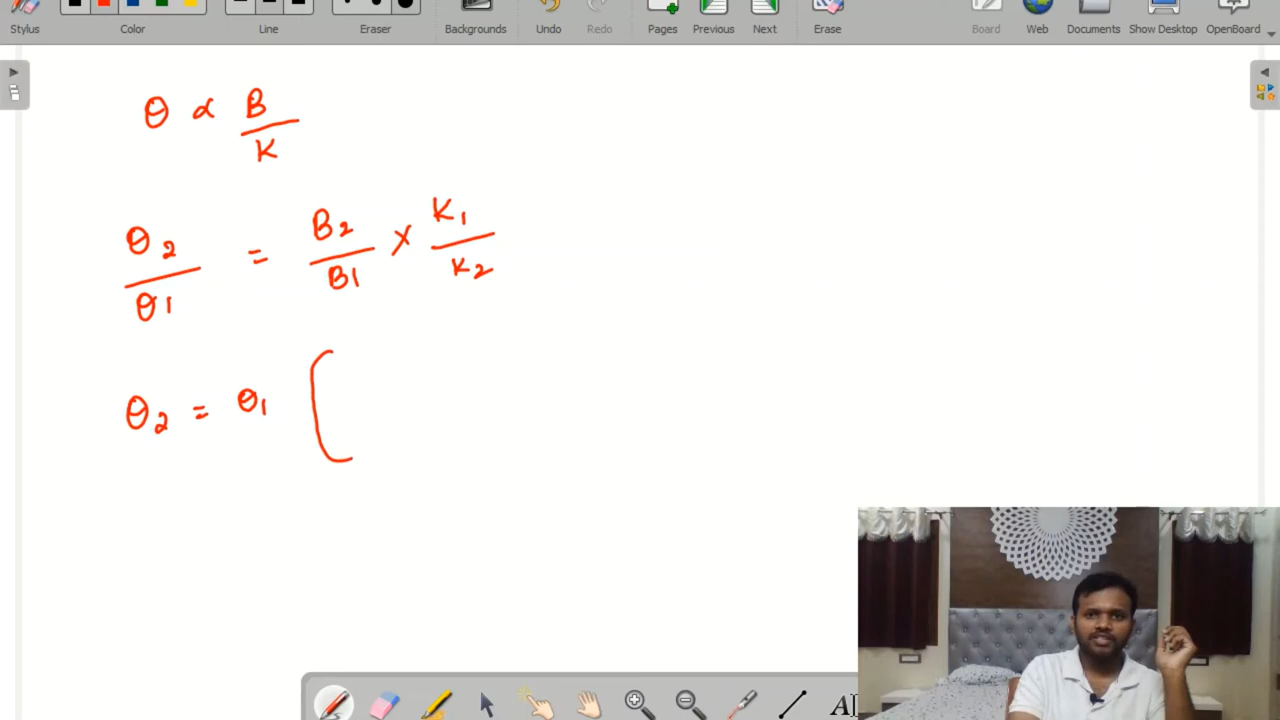 Stylus Color Line Eraser Backgrounds Undo Redo Pages Previous Next Erase Board Web Documents Show Desktop OpenBoard
θ ∝ B/K
θ2/θ1 = B2/B1 × K1/K2
θ2 = θ1 (
A